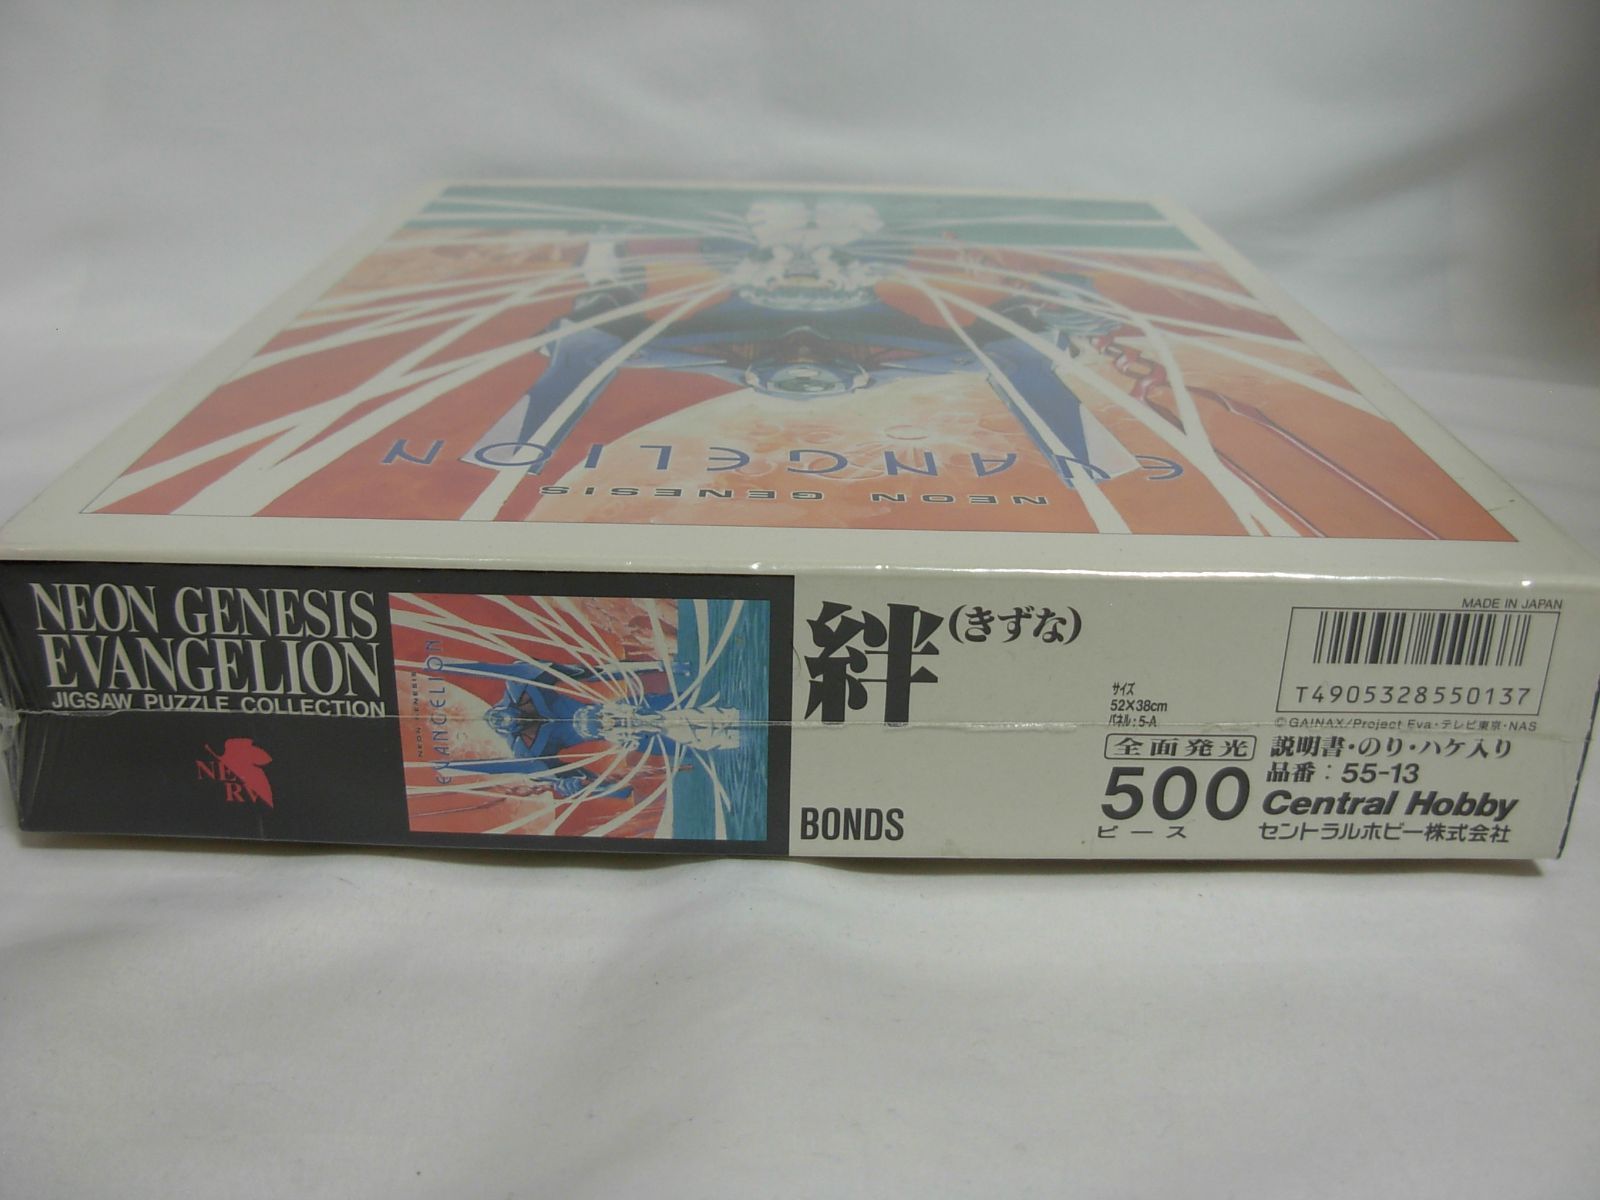 EVANGELION
NEON GENESIS
NEON GENESIS
EVANGELION
JIGSAW PUZZLE COLLECTION
NERV
NEON GENESIS
EVANGELION
絆(きずな)
BONDS
サイズ
52×38cm
パネル:5-A
全面発光
500
ピース
MADE IN JAPAN
T4905328550137
©GAINAX/Project Eva・テレビ東京・NAS
説明書・のり・ハケ入り
品番:55-13
Central Hobby
セントラルホビー株式会社